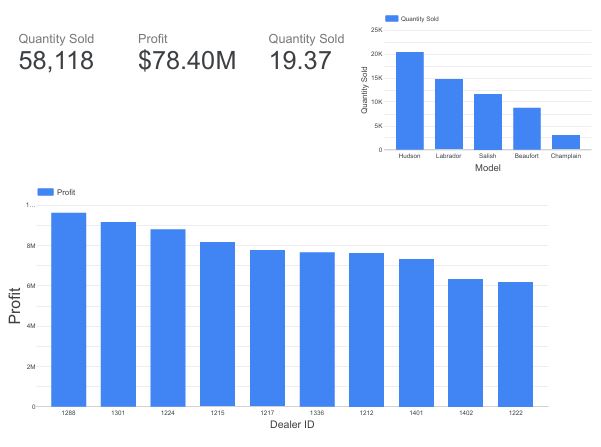 Quantity Sold
58,118
Profit
$78.40M
Quantity Sold
19.37
Quantity Sold
25K
20K
15K
10K
5K
0
Quantity Sold
Hudson Labrador Salish Beaufort Champlain
Model
Profit
1...
8M
6M
4M
2M
0
Profit
1288 1301 1224 1215 1217 1336 1212 1401 1402 1222
Dealer ID